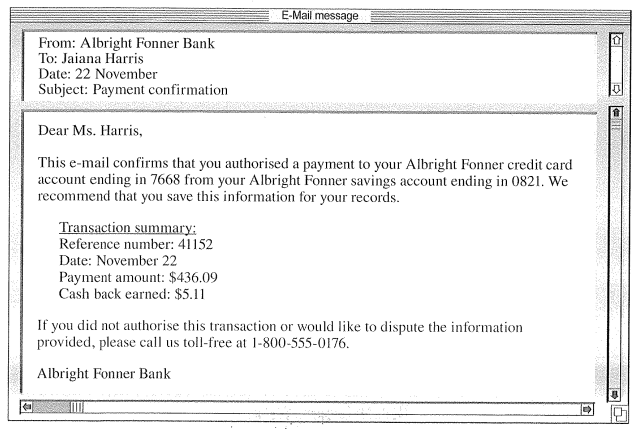 E-Mail message
From: Albright Fonner Bank
To: Jaiana Harris
Date: 22 November
Subject: Payment confirmation
Dear Ms. Harris,
This e-mail confirms that you authorised a payment to your Albright Fonner credit card
account ending in 7668 from your Albright Fonner savings account ending in 0821. We
recommend that you save this information for your records.
Transaction summary:
Reference number: 41152
Date: November 22
Payment amount: $436.09
Cash back earned: $5.11
If you did not authorise this transaction or would like to dispute the information
provided, please call us toll-free at 1-800-555-0176.
Albright Fonner Bank